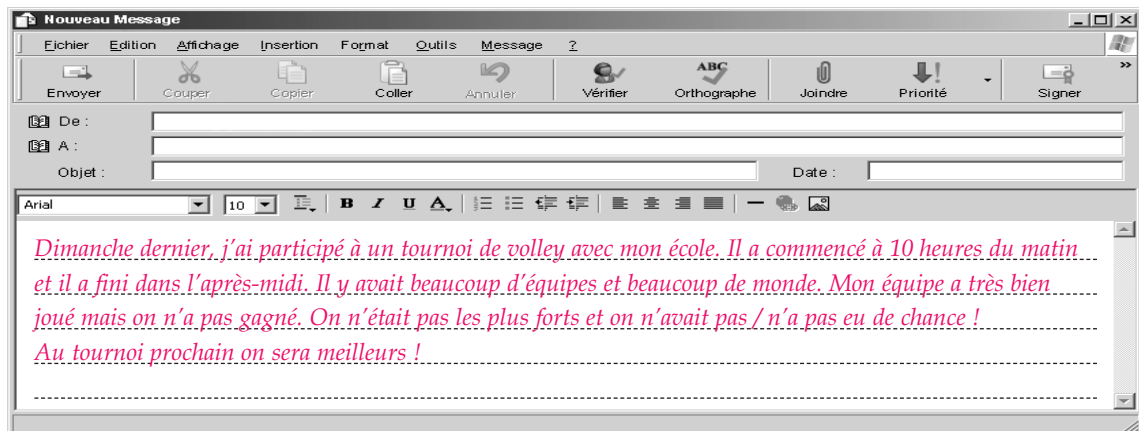 Nouveau Message
Fichier Edition Affichage Insertion Format Outils Message ?
Envoyer Couper Copier Coller Annuler Vérifier ABC Orthographe Joindre Priorité Signer »
De :
A :
Objet : Date :
Arial 10 B I U A
Dimanche dernier, j'ai participé à un tournoi de volley avec mon école. Il a commencé à 10 heures du matin
et il a fini dans l'après-midi. Il y avait beaucoup d'équipes et beaucoup de monde. Mon équipe a très bien
joué mais on n'a pas gagné. On n'était pas les plus forts et on n'avait pas / n'a pas eu de chance !
Au tournoi prochain on sera meilleurs !